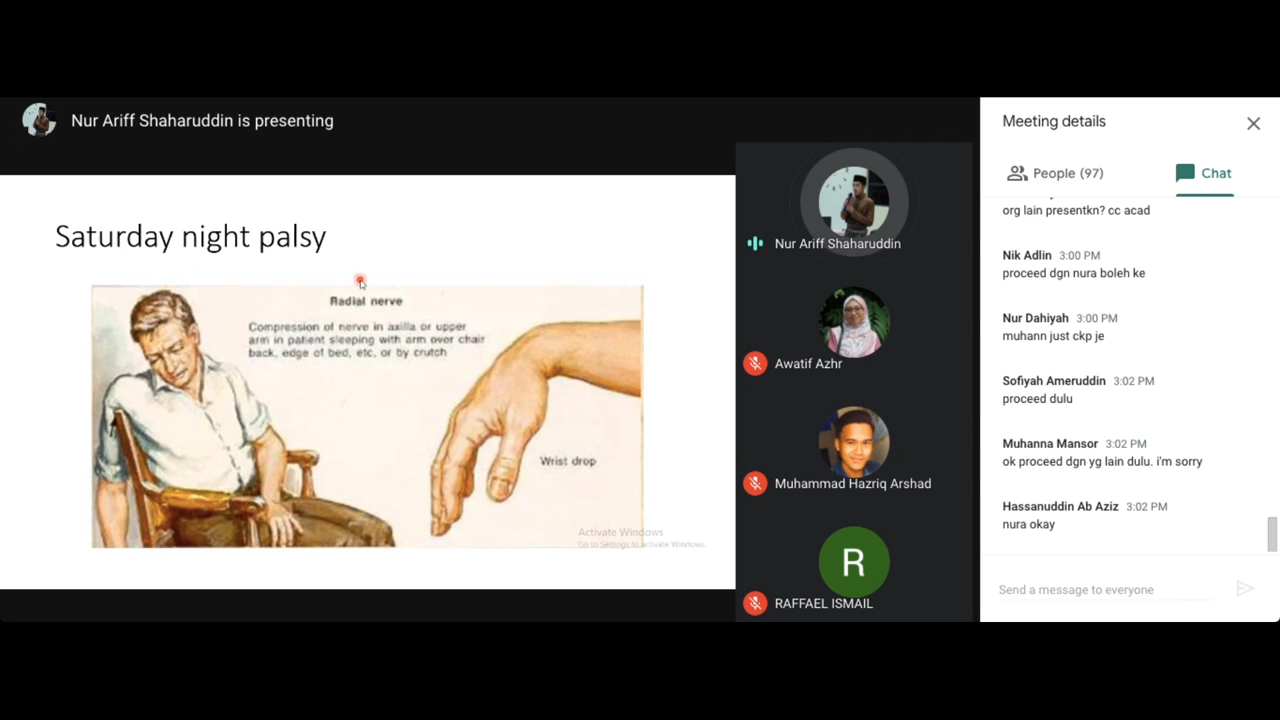 Nur Ariff Shaharuddin is presenting
Saturday night palsy
Radial nerve
Compression of nerve in axilla or upper
arm in patient sleeping with arm over chair
back, edge of bed, etc, or by crutch
Wrist drop
Activate Windows
Go to Settings to activate Windows.
Nur Ariff Shaharuddin
Awatif Azhr
Muhammad Hazriq Arshad
R
RAFFAEL ISMAIL
Meeting details
People (97)
Chat
org lain presentkn? cc acad
Nik Adlin 3:00 PM
proceed dgn nura boleh ke
Nur Dahiyah 3:00 PM
muhann just ckp je
Sofiyah Ameruddin 3:02 PM
proceed dulu
Muhanna Mansor 3:02 PM
ok proceed dgn yg lain dulu. i'm sorry
Hassanuddin Ab Aziz 3:02 PM
nura okay
Send a message to everyone